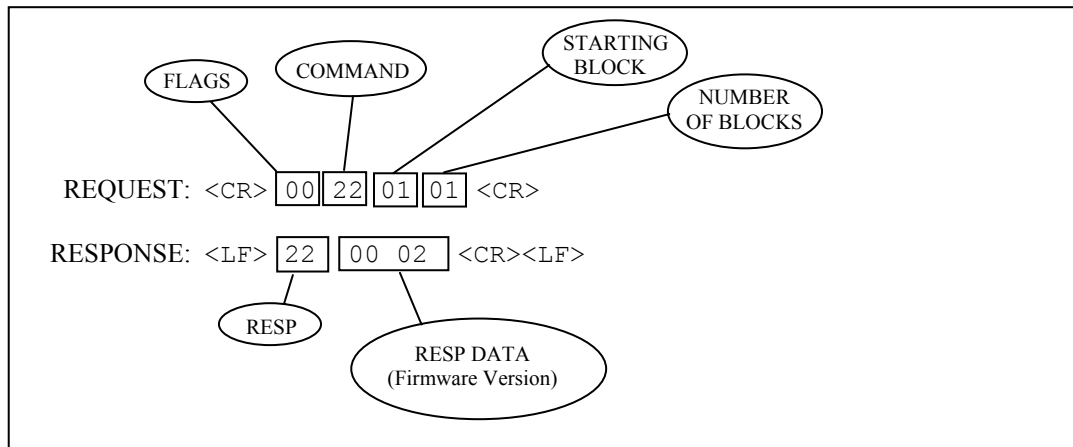 STARTING
BLOCK
FLAGS
COMMAND
NUMBER
OF BLOCKS
REQUEST: <CR> 00 22 01 01 <CR>
RESPONSE: <LF> 22 00 02 <CR><LF>
RESP
RESP DATA
(Firmware Version)